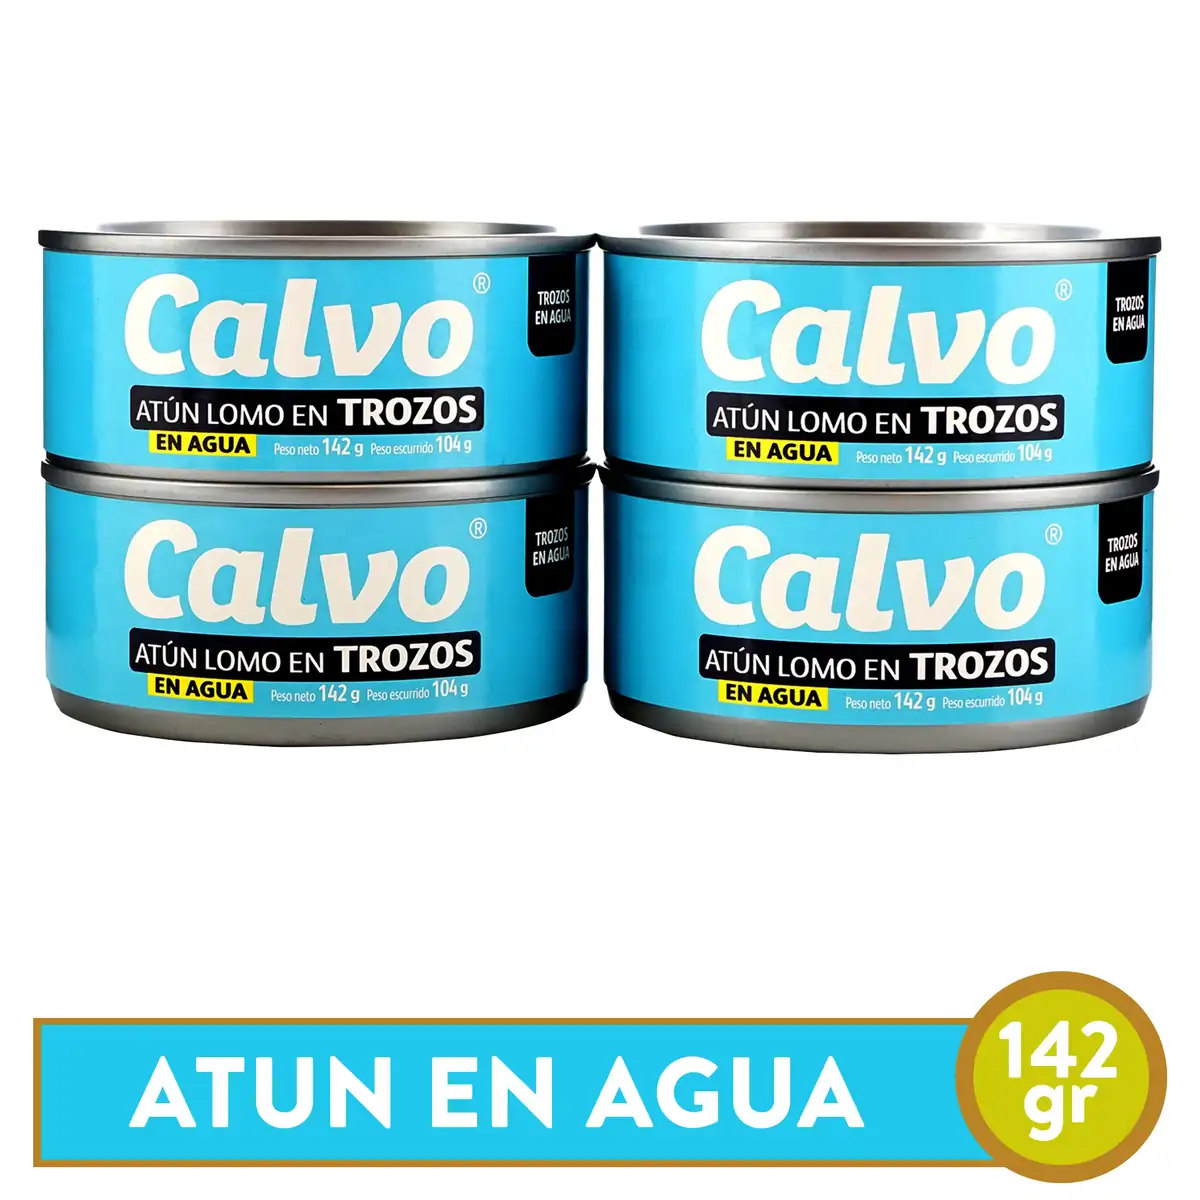 Calvo®
TROZOS
EN AGUA
ATÚN LOMO EN TROZOS
EN AGUA Peso neto 142 g Peso escurrido 104 g
Calvo®
TROZOS
EN AGUA
ATÚN LOMO EN TROZOS
EN AGUA Peso neto 142 g Peso escurrido 104 g
Calvo®
TROZOS
EN AGUA
ATÚN LOMO EN TROZOS
EN AGUA Peso neto 142 g Peso escurrido 104 g
Calvo®
TROZOS
EN AGUA
ATÚN LOMO EN TROZOS
EN AGUA Peso neto 142 g Peso escurrido 104 g
ATUN EN AGUA
142
gr